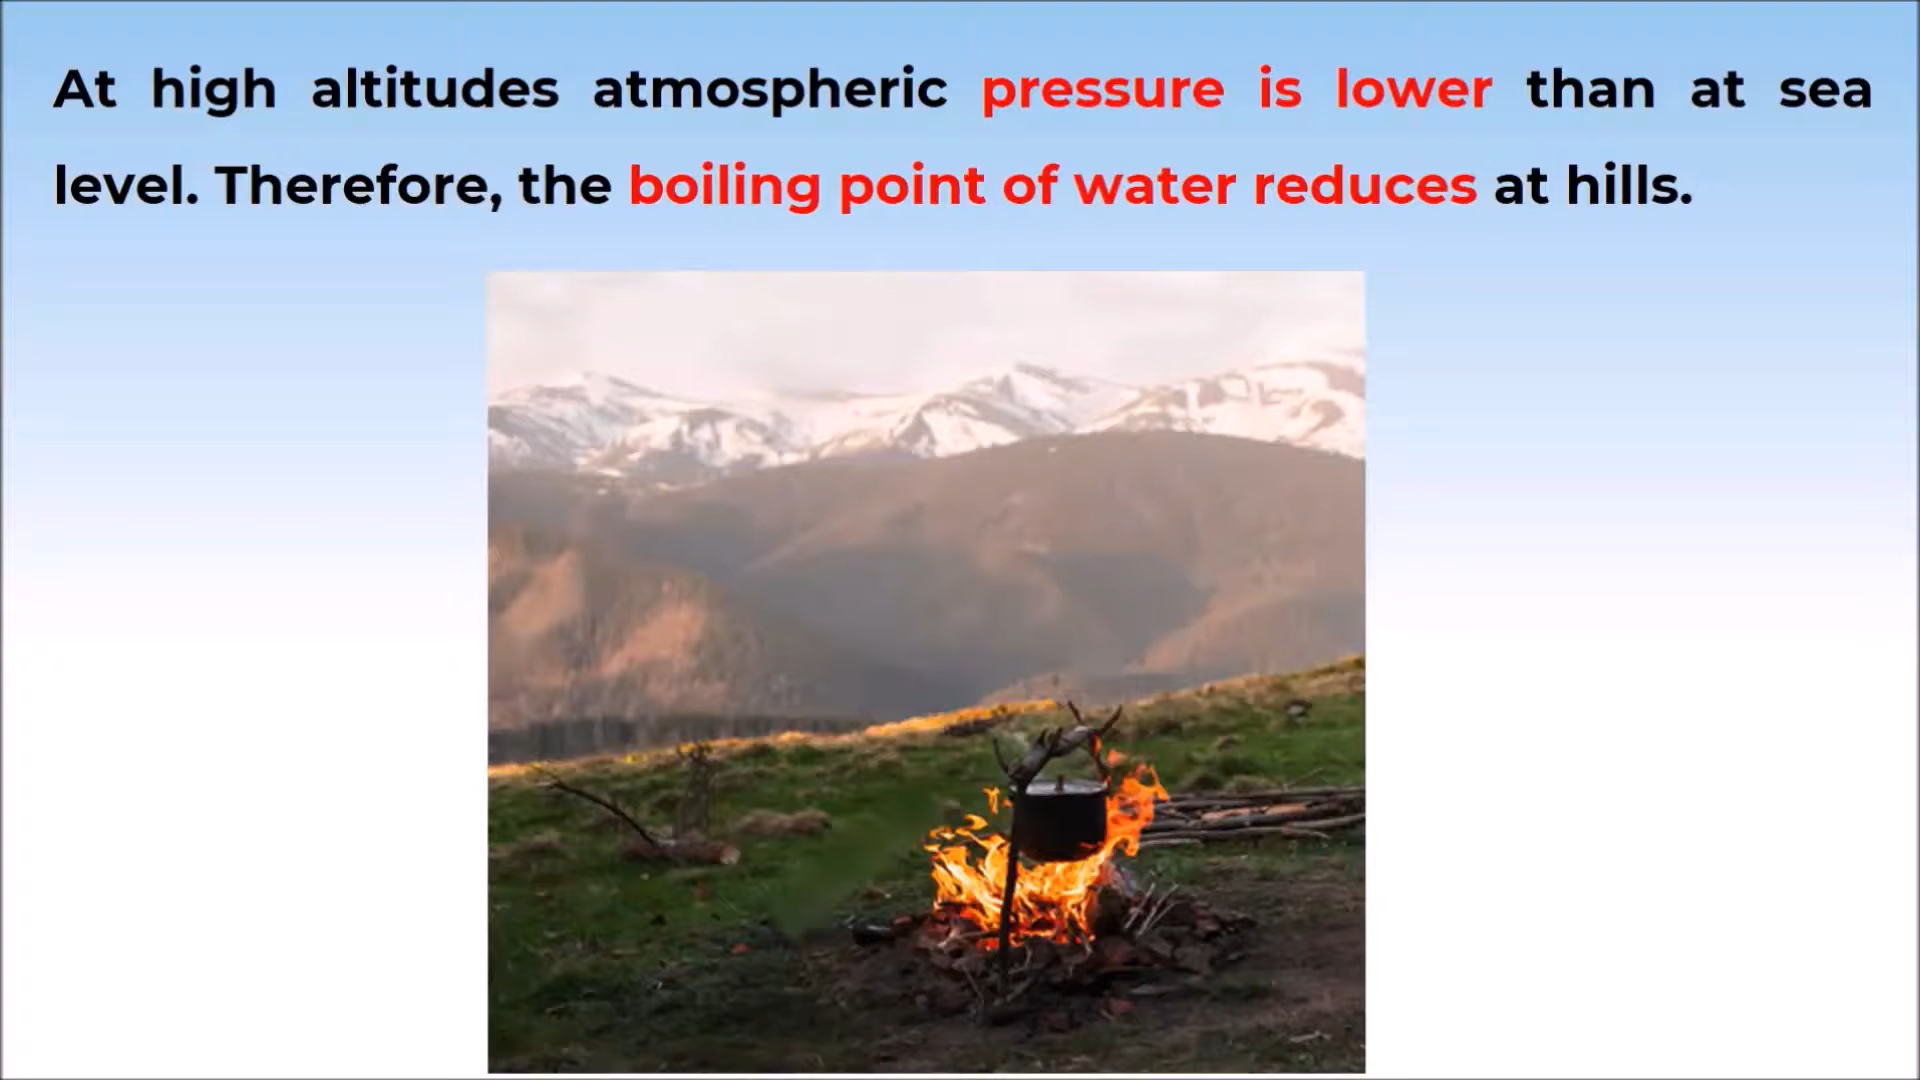 At high altitudes atmospheric pressure is lower than at sea
level. Therefore, the boiling point of water reduces at hills.